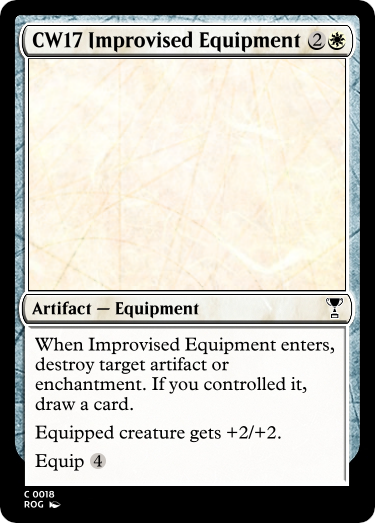 CW17 Improvised Equipment 2
Artifact — Equipment
When Improvised Equipment enters,
destroy target artifact or
enchantment. If you controlled it,
draw a card.
Equipped creature gets +2/+2.
Equip 4
C 0018
ROG